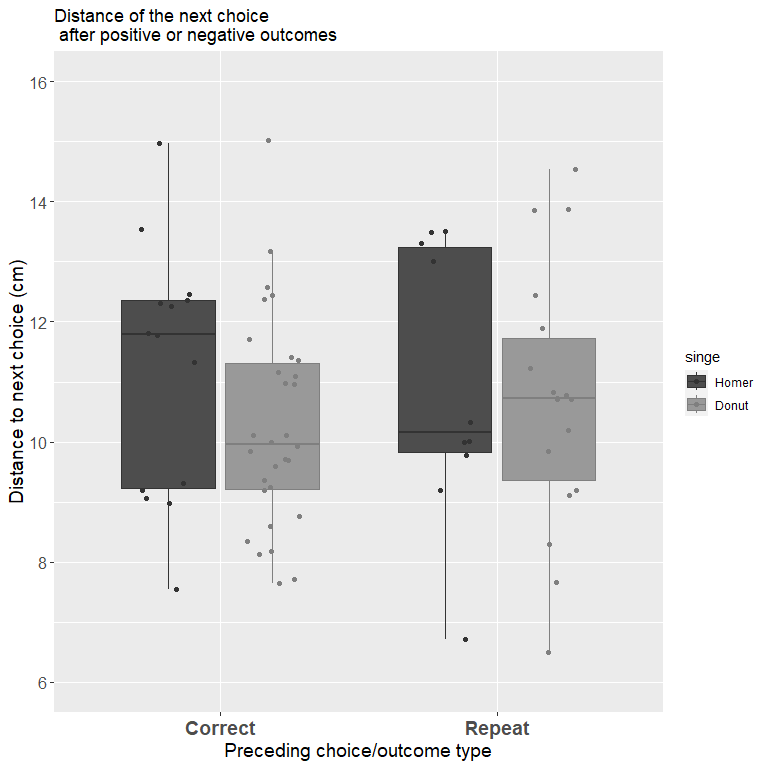 Distance of the next choice
after positive or negative outcomes
16
14
12
10
8
6
Distance to next choice (cm)
Correct
Repeat
Preceding choice/outcome type
singe
Homer
Donut